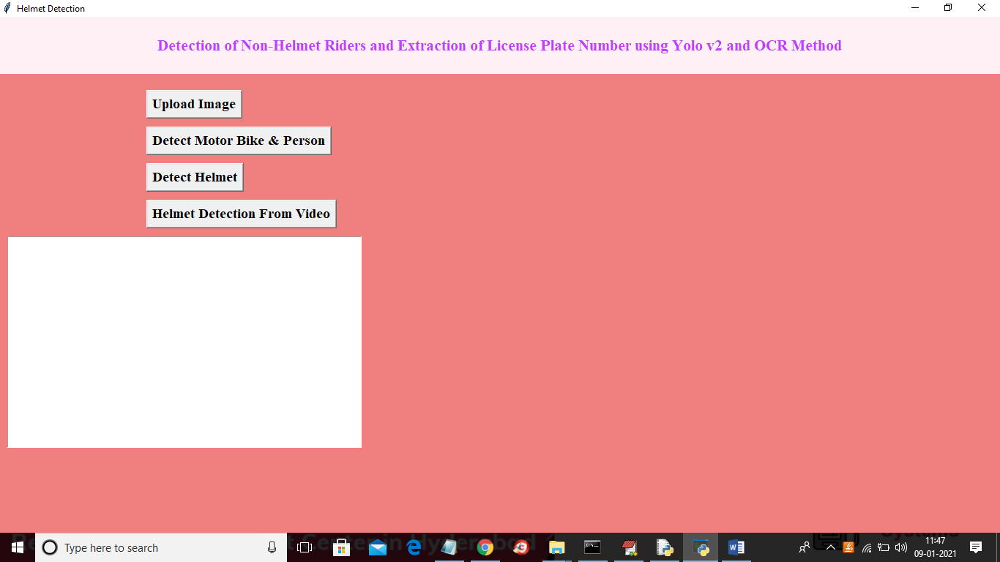 Helmet Detection
Detection of Non-Helmet Riders and Extraction of License Plate Number using Yolo v2 and OCR Method
Upload Image
Detect Motor Bike & Person
Detect Helmet
Helmet Detection From Video
Type here to search
11:47
09-01-2021